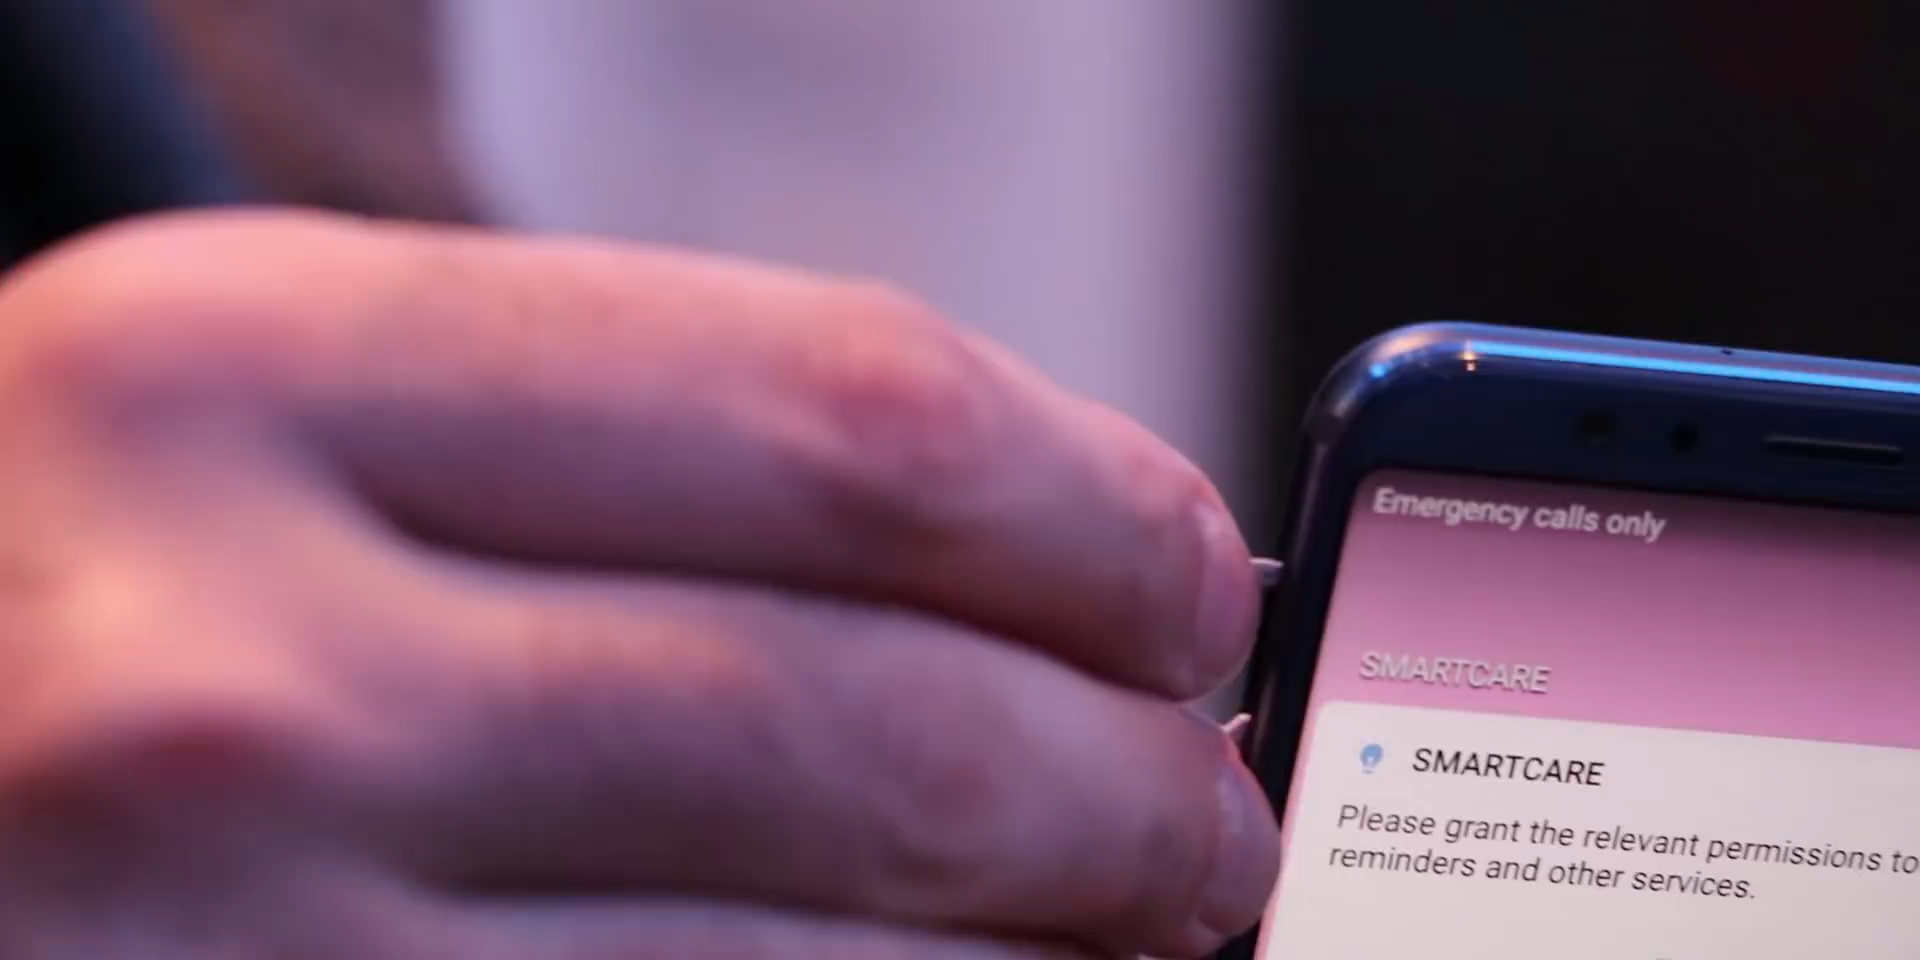 Emergency calls only
SMARTCARE
SMARTCARE
Please grant the relevant permissions to
reminders and other services.